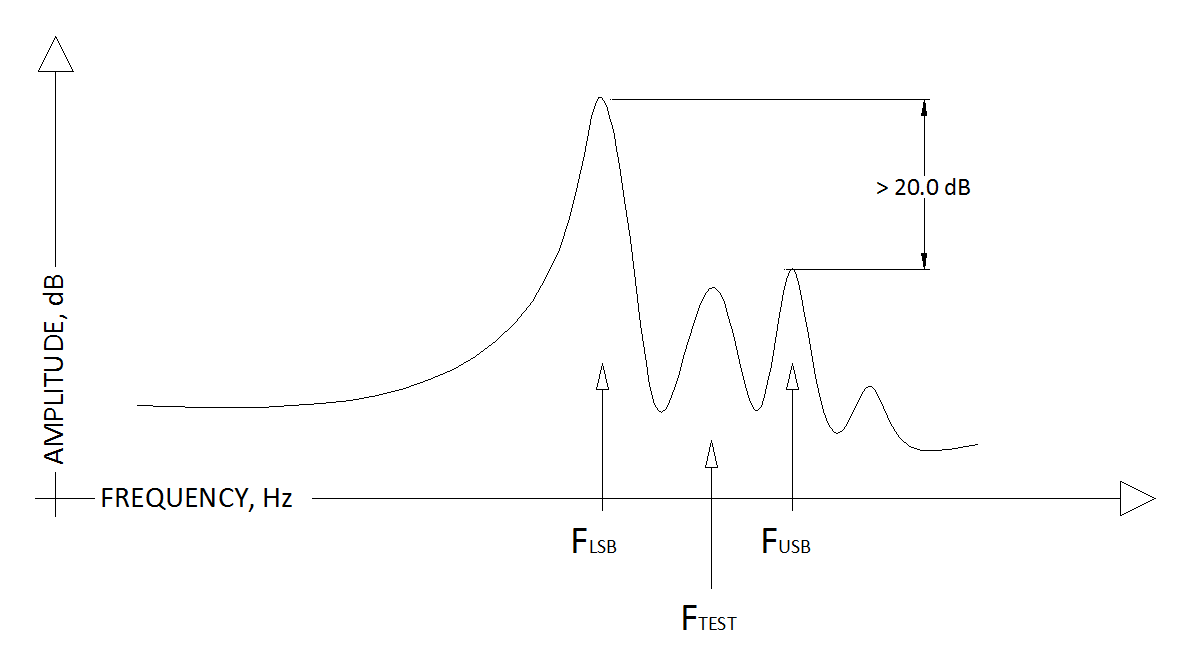 > 20.0 dB
AMPLITUDE, dB
FREQUENCY, Hz
FLSB
FUSB
FTEST